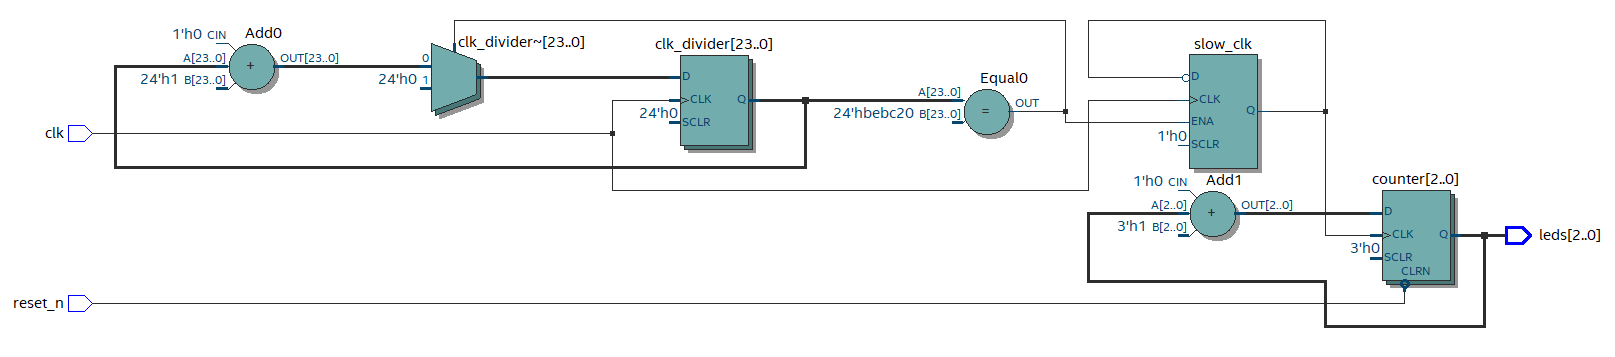 1'h0 CIN
Add0
A[23..0]
OUT[23..0]
24'h1 B[23..0]
+
clk_divider~[23..0]
0
24'h0 1
clk_divider[23..0]
D
CLK
Q
24'h0
SCLR
Equal0
A[23..0]
OUT
24'hbebc20 B[23..0]
=
slow_clk
D
CLK
Q
ENA
1'h0
SCLR
clk
1'h0 CIN
Add1
A[2..0]
OUT[2..0]
3'h1 B[2..0]
+
counter[2..0]
D
CLK
Q
3'h0
SCLR
CLRN
leds[2..0]
reset_n